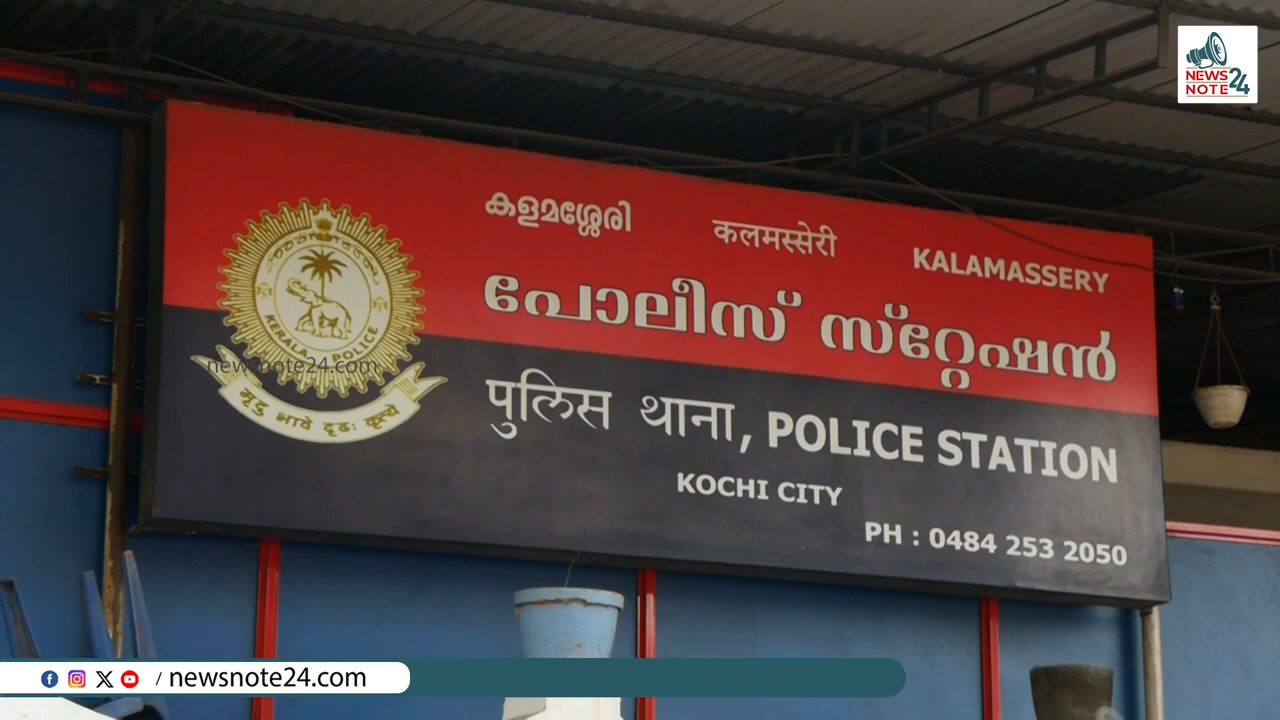 NEWS 24
NOTE
കളമശ്ശേരി कलमस्सेरी KALAMASSERY
പോലീസ് സ്റ്റേഷൻ
पुलिस थाना, POLICE STATION
KOCHI CITY
PH : 0484 253 2050
KERALA POLICE
newsnote24.com
मृदु भावे दृढः कृत्ये
/ newsnote24.com